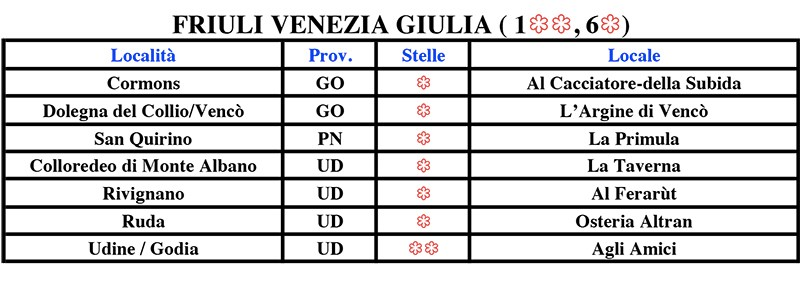 FRIULI VENEZIA GIULIA ( 1❀❀, 6❀)
Località Prov. Stelle Locale
Cormons GO ❀ Al Cacciatore-della Subida
Dolegna del Collio/Vencò GO ❀ L'Argine di Vencò
San Quirino PN ❀ La Primula
Colloredeo di Monte Albano UD ❀ La Taverna
Rivignano UD ❀ Al Ferarùt
Ruda UD ❀ Osteria Altran
Udine / Godia UD ❀❀ Agli Amici